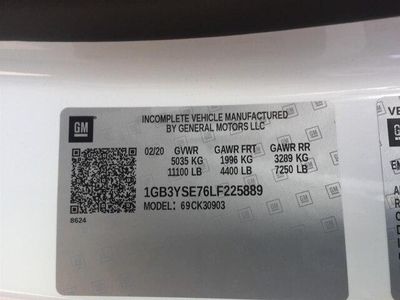 GM
INCOMPLETE VEHICLE MANUFACTURED
BY GENERAL MOTORS LLC
02/20 GVWR GAWR FRT GAWR RR
5035 KG 1996 KG 3289 KG
11100 LB 4400 LB 7250 LB
1GB3YSE76LF225889
MODEL: 69CK30903
8624
GM